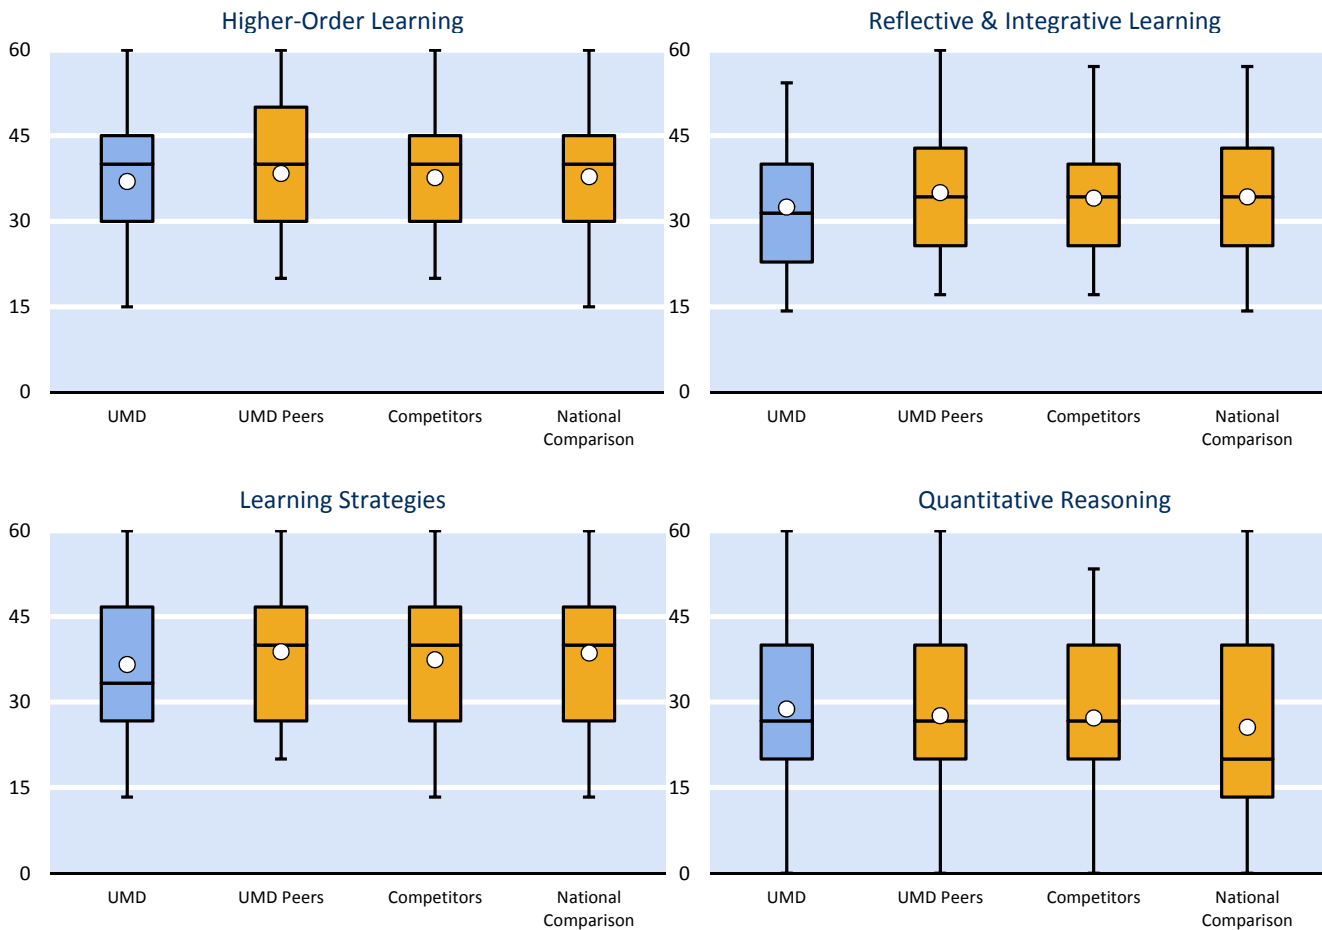 Higher-Order Learning
60
45
30
15
0
UMD
UMD Peers
Competitors
National
Comparison
Reflective & Integrative Learning
60
45
30
15
0
UMD
UMD Peers
Competitors
National
Comparison
Learning Strategies
60
45
30
15
0
UMD
UMD Peers
Competitors
National
Comparison
Quantitative Reasoning
60
45
30
15
0
UMD
UMD Peers
Competitors
National
Comparison